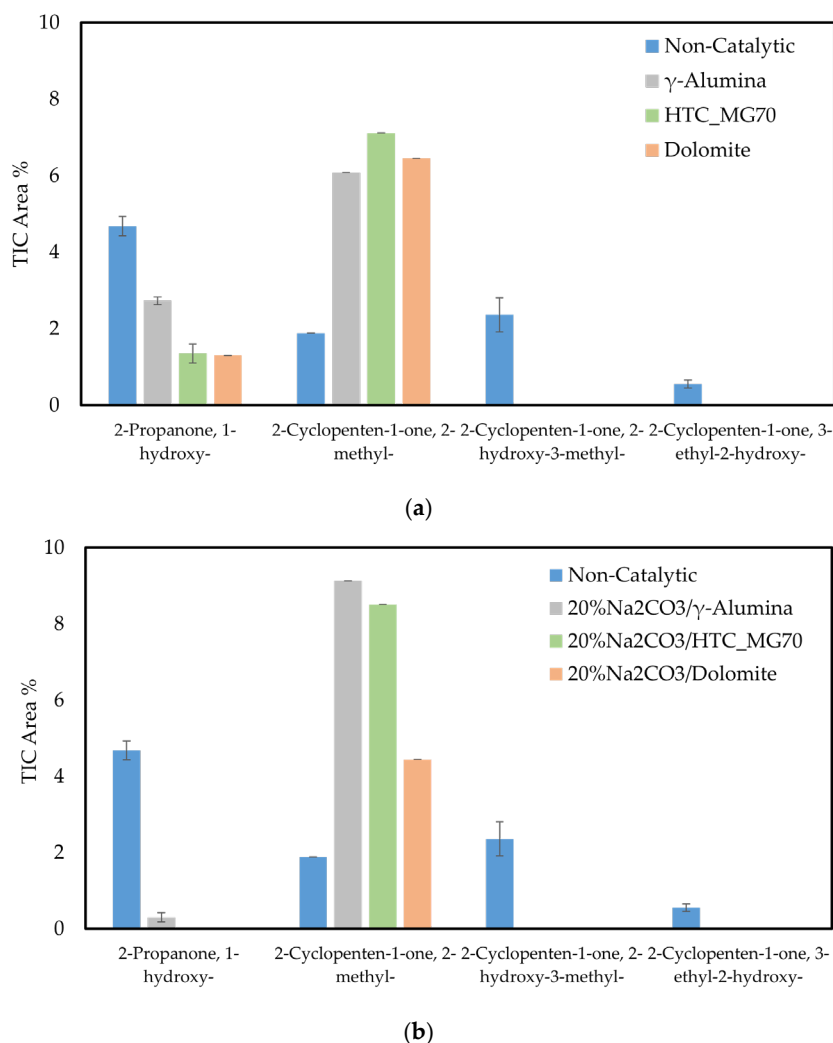 10
8
6
4
2
0
TIC Area %
Non-Catalytic
γ-Alumina
HTC_MG70
Dolomite
2-Propanone, 1-
hydroxy-
2-Cyclopenten-1-one, 2-
methyl-
2-Cyclopenten-1-one, 2-
hydroxy-3-methyl-
2-Cyclopenten-1-one, 3-
ethyl-2-hydroxy-
(a)
10
8
6
4
2
0
TIC Area %
Non-Catalytic
20%Na2CO3/γ-Alumina
20%Na2CO3/HTC_MG70
20%Na2CO3/Dolomite
2-Propanone, 1-
hydroxy-
2-Cyclopenten-1-one, 2-
methyl-
2-Cyclopenten-1-one, 2-
hydroxy-3-methyl-
2-Cyclopenten-1-one, 3-
ethyl-2-hydroxy-
(b)